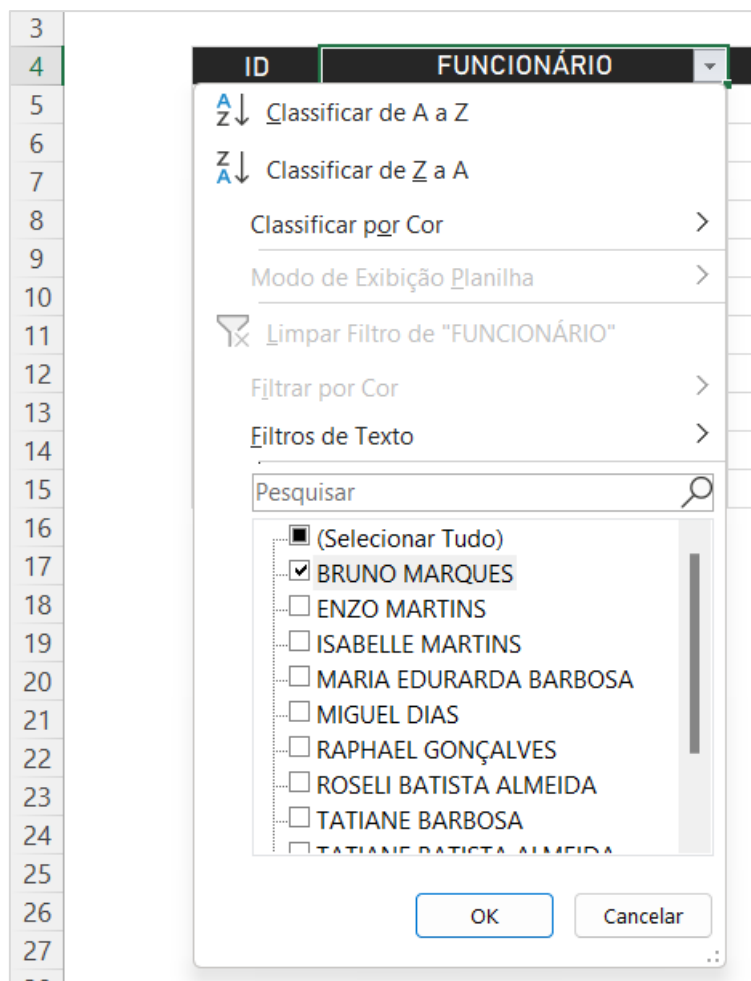 3
4 ID FUNCIONÁRIO
5
Classificar de A a Z
6
7
Classificar de Z a A
8
Classificar por Cor
9
Modo de Exibição Planilha
10
11
Limpar Filtro de "FUNCIONÁRIO"
12
Filtrar por Cor
13
14
Filtros de Texto
15
Pesquisar
16
(Selecionar Tudo)
17
BRUNO MARQUES
18
ENZO MARTINS
19
ISABELLE MARTINS
20
MARIA EDURARDA BARBOSA
21
MIGUEL DIAS
22
RAPHAEL GONÇALVES
23
ROSELI BATISTA ALMEIDA
24
TATIANE BARBOSA
TATIANE BATISTA ALMEIDA
25
26
OK Cancelar
27